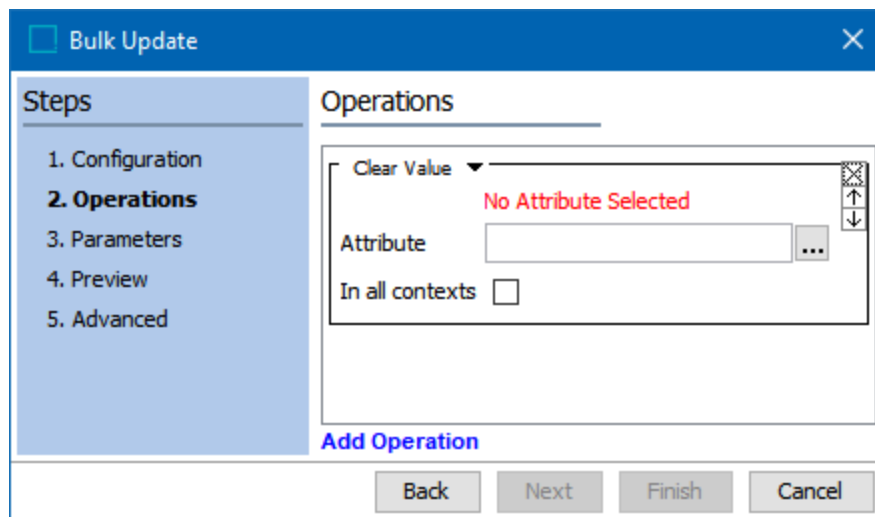 Bulk Update
Steps
1. Configuration
2. Operations
3. Parameters
4. Preview
5. Advanced
Operations
Clear Value
No Attribute Selected
Attribute
...
In all contexts
Add Operation
Back
Next
Finish
Cancel